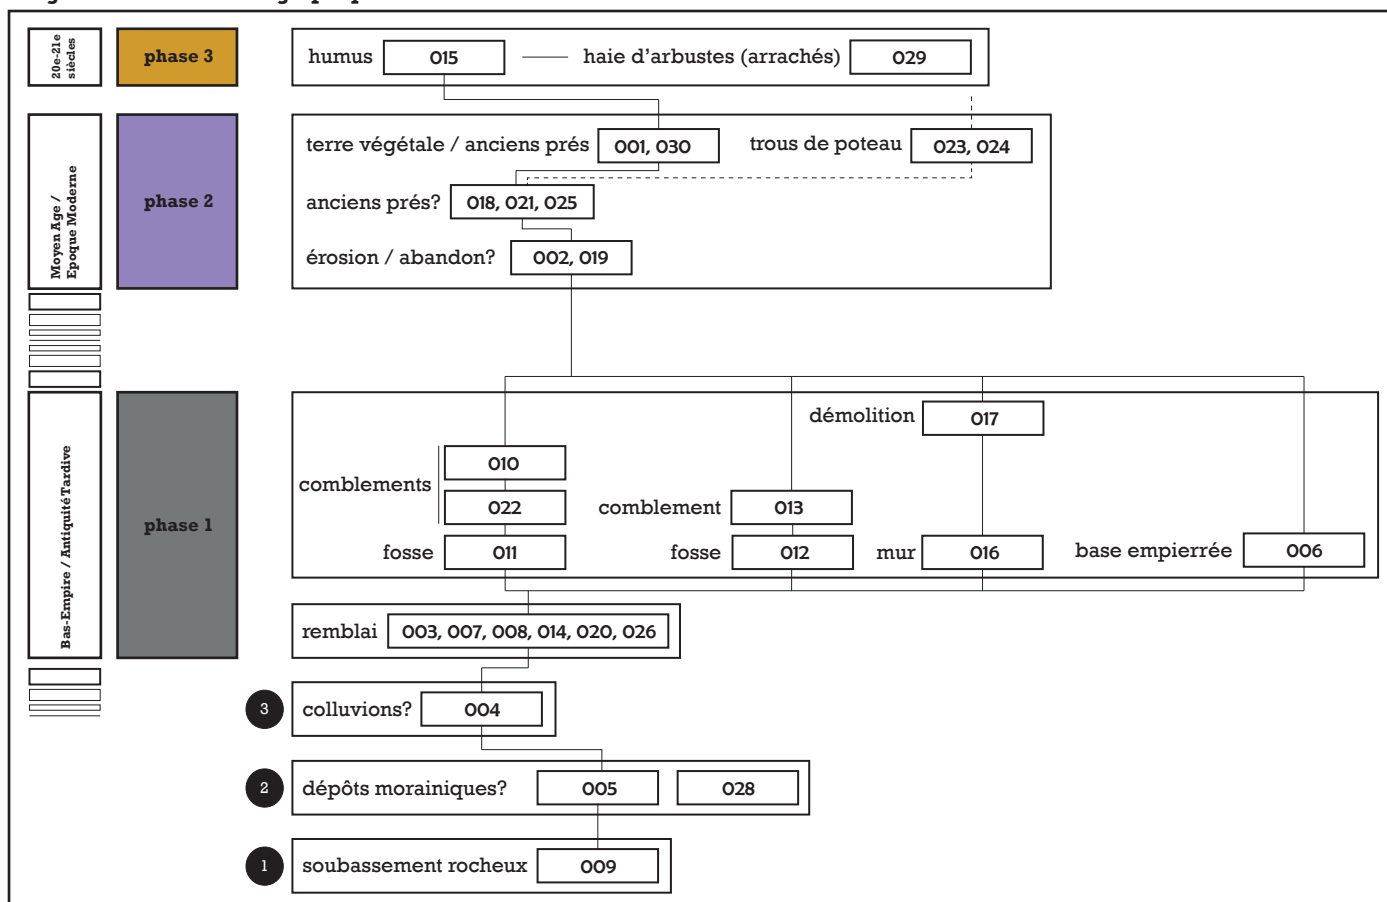 20e-21e
siècles
phase 3
humus 015 haie d'arbustes (arrachés) 029
Moyen Age /
Epoque Moderne
phase 2
terre végétale / anciens prés 001, 030 trous de poteau 023, 024
anciens prés? 018, 021, 025
érosion / abandon? 002, 019
Bas-Empire / Antiquité Tardive
phase 1
démolition 017
comblements 010
022
comblement 013
fosse 011 fosse 012 mur 016 base empierrée 006
remblai 003, 007, 008, 014, 020, 026
3 colluvions? 004
2 dépôts morainiques? 005 028
1 soubassement rocheux 009